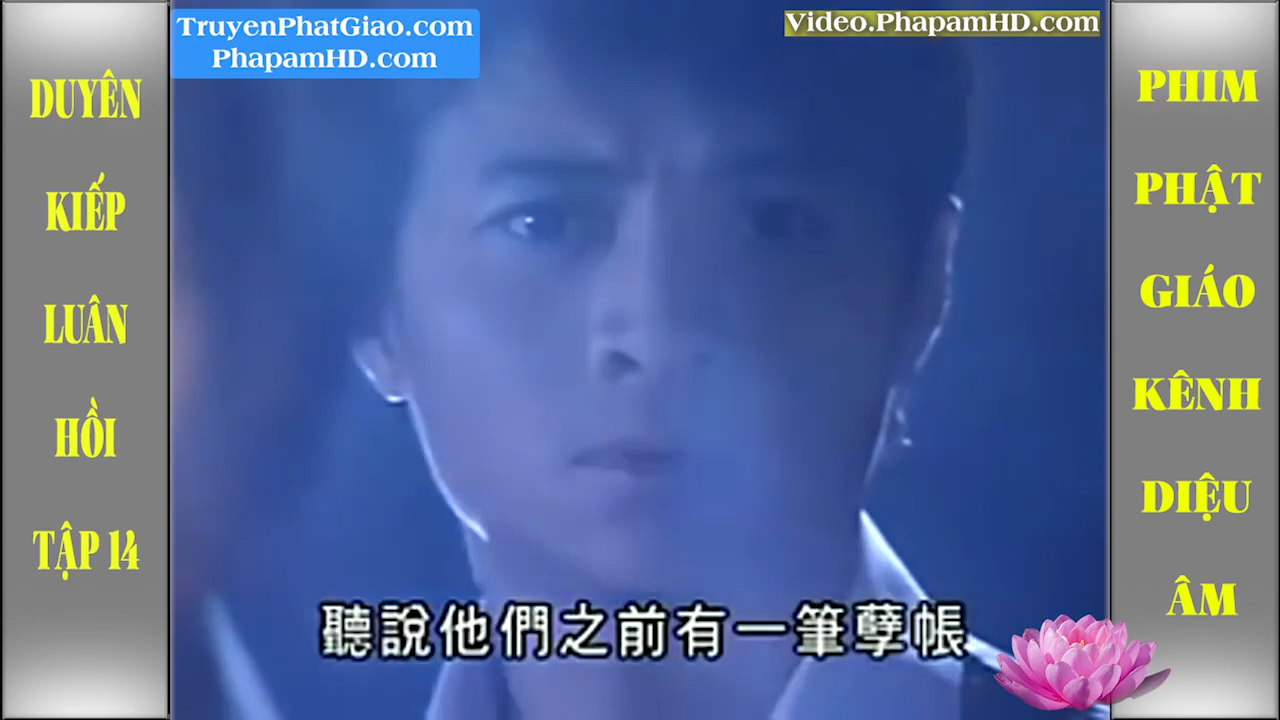 TruyenPhatGiao.com
PhapamHD.com
Video.PhapamHD.com
DUYÊN
KIẾP
LUÂN
HỒI
TẬP 14
PHIM
PHẬT
GIÁO
KÊNH
DIỆU
ÂM
聽說他們之前有一筆孽帳